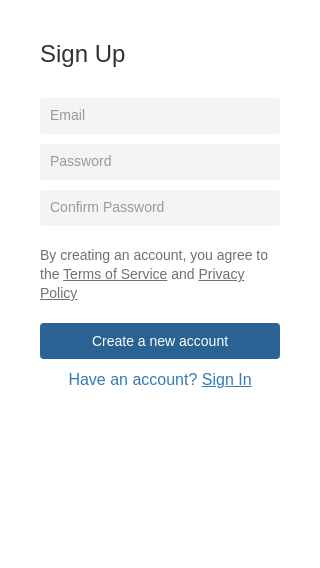 Sign Up
Email
Password
Confirm Password
By creating an account, you agree to
the Terms of Service and Privacy
Policy
Create a new account
Have an account? Sign In